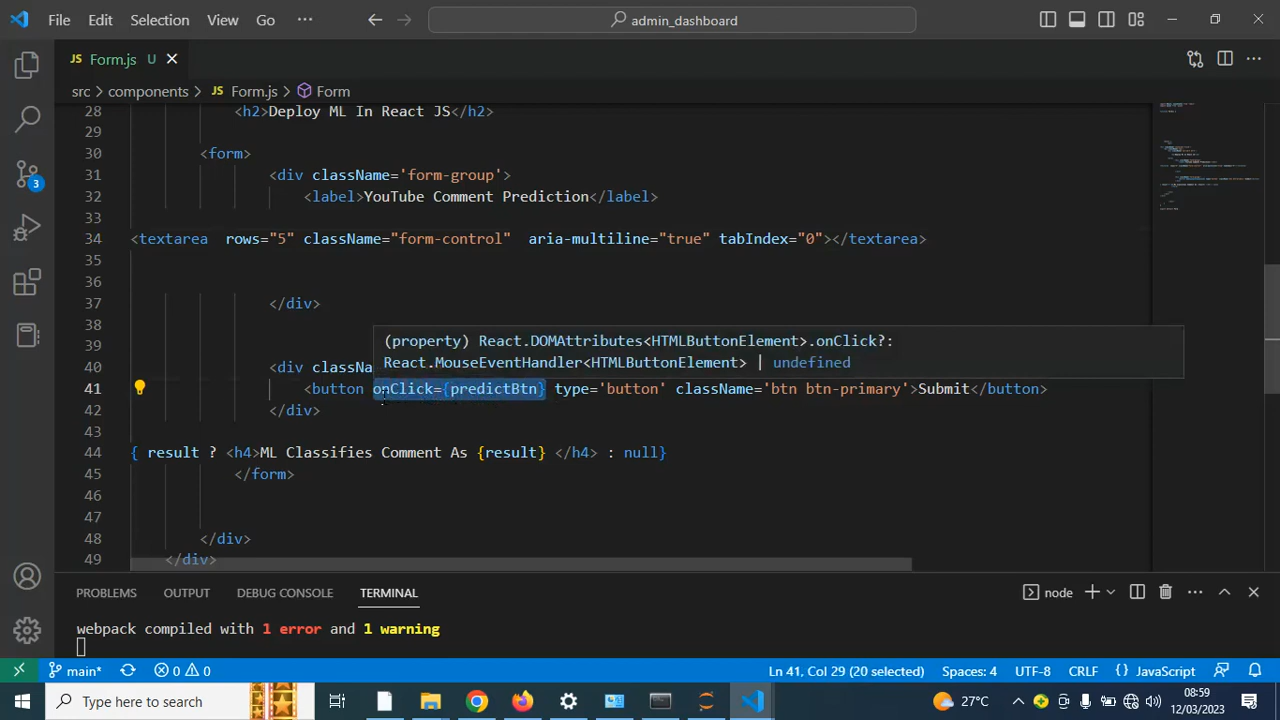 File Edit Selection View Go ··· admin_dashboard
JS Form.js U
src > components > JS Form.js > Form
28 <h2>Deploy ML In React JS</h2>
29
30 <form>
31 <div className='form-group'>
32 <label>YouTube Comment Prediction</label>
33
34 <textarea rows="5" className="form-control" aria-multiline="true" tabIndex="0"></textarea>
35
36
37 </div>
38
39
(property) React.DOMAttributes<HTMLButtonElement>.onClick?:
React.MouseEventHandler<HTMLButtonElement> | undefined
40 <div classNa
41 <button onClick={predictBtn} type='button' className='btn btn-primary'>Submit</button>
42 </div>
43
44 { result ? <h4>ML Classifies Comment As {result} </h4> : null}
45 </form>
46
47
48 </div>
49 </div>
PROBLEMS OUTPUT DEBUG CONSOLE TERMINAL node
webpack compiled with 1 error and 1 warning
3
main* 0 0 Ln 41, Col 29 (20 selected) Spaces: 4 UTF-8 CRLF {} JavaScript
Type here to search 27°C 08:59
12/03/2023